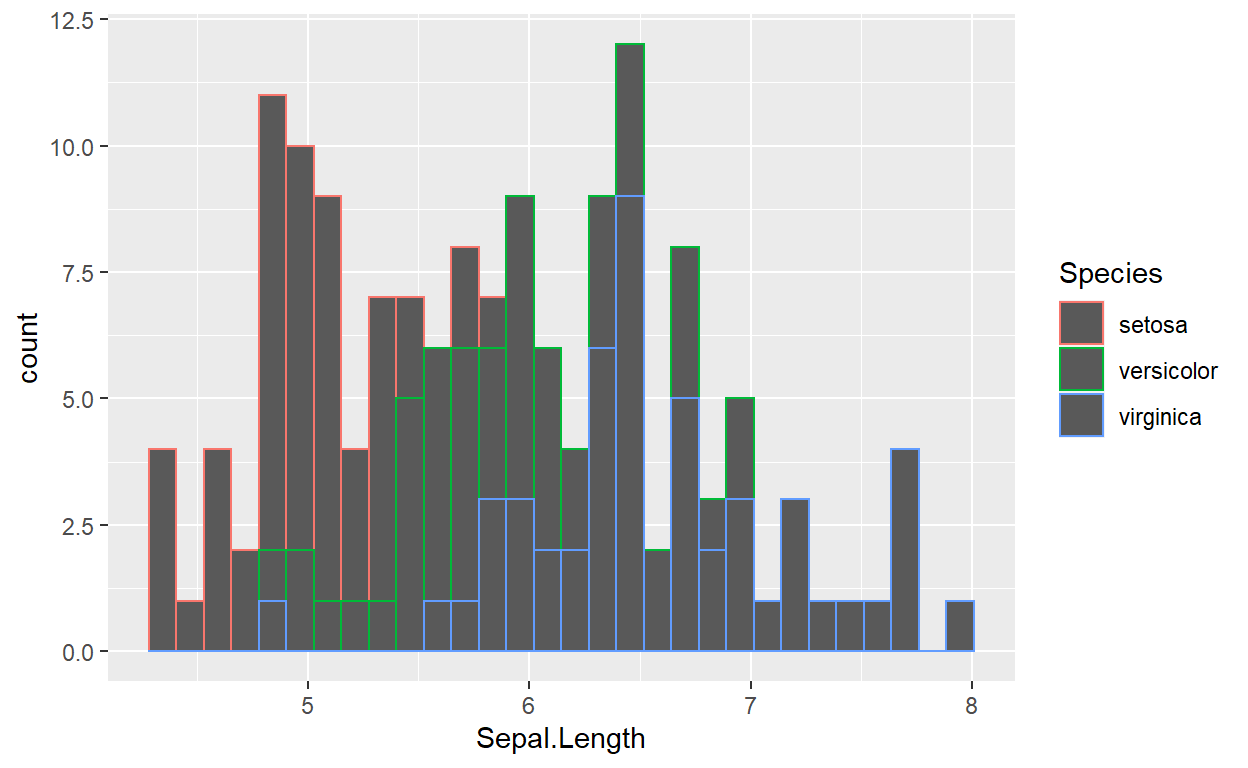 12.5
10.0
7.5
5.0
2.5
0.0
count
5 6 7 8
Sepal.Length
Species
setosa
versicolor
virginica